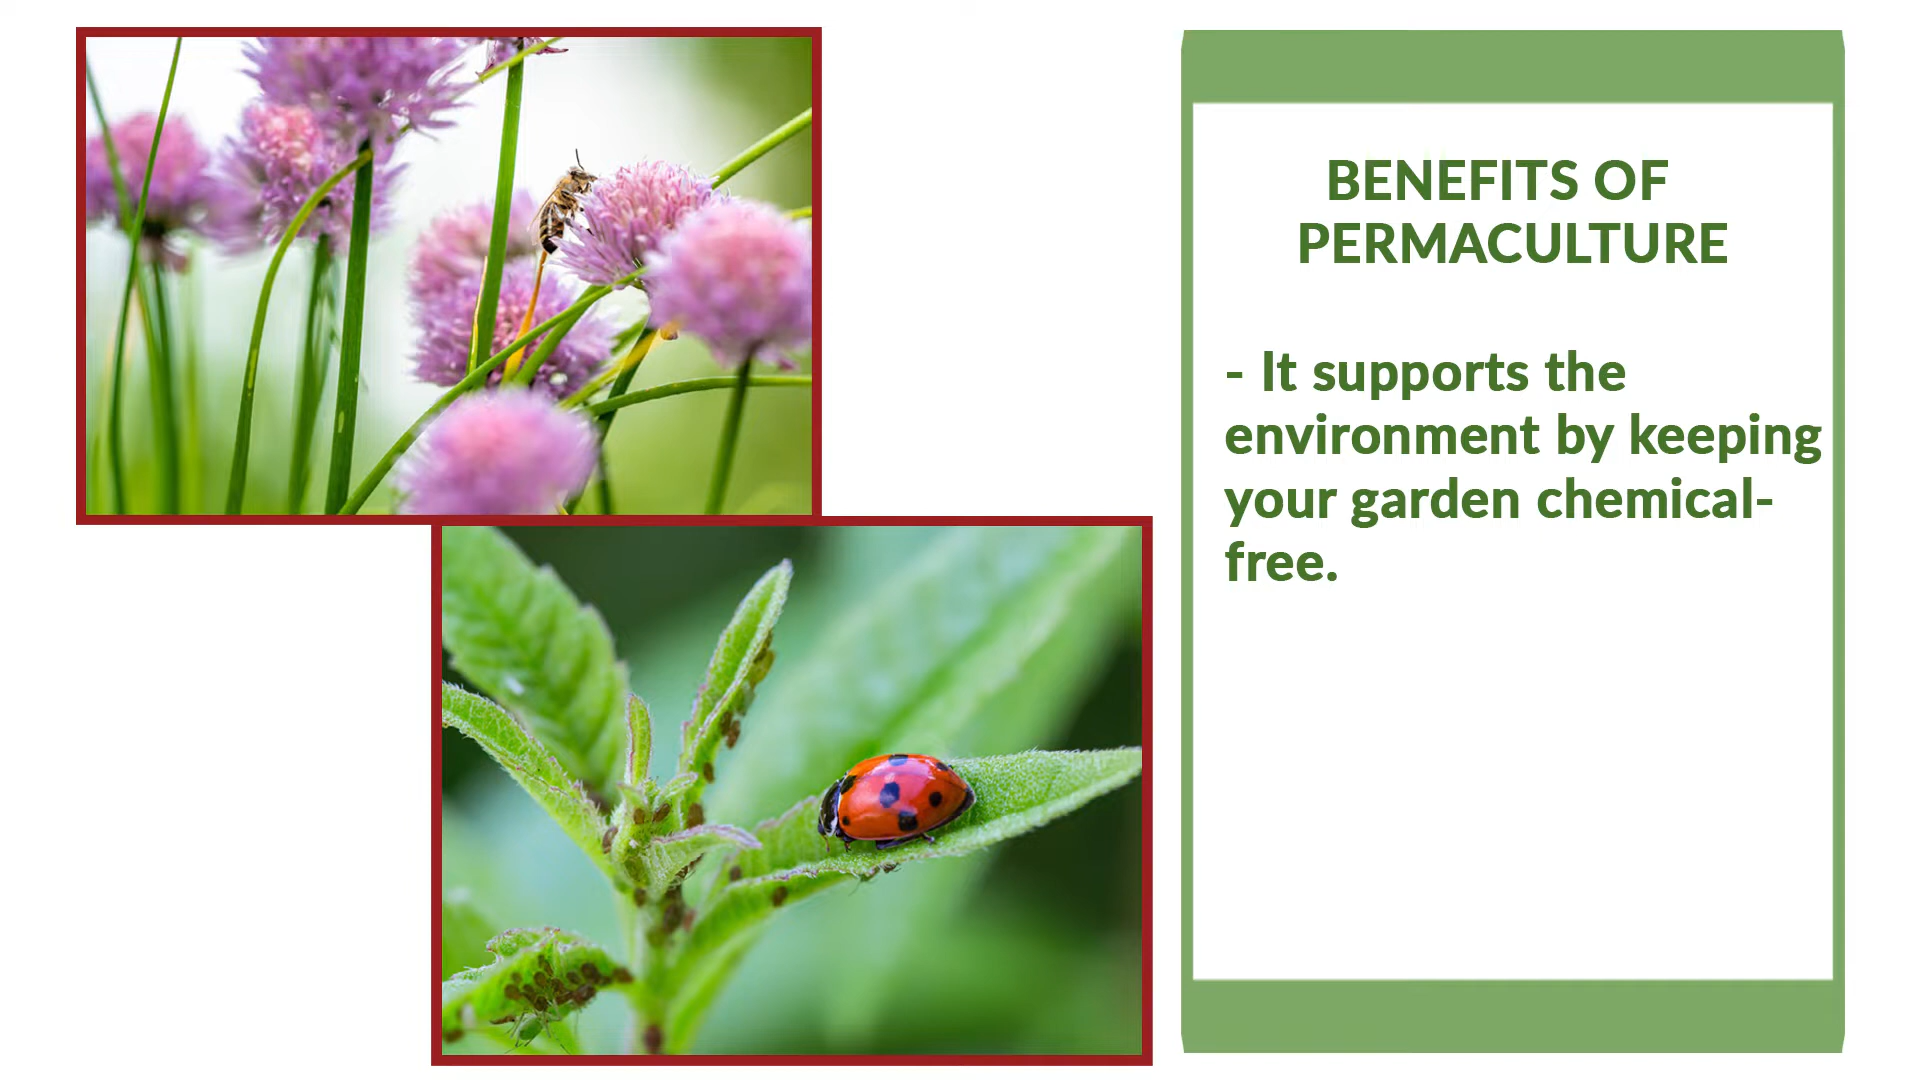 BENEFITS OF
PERMACULTURE
- It supports the
environment by keeping
your garden chemical-
free.